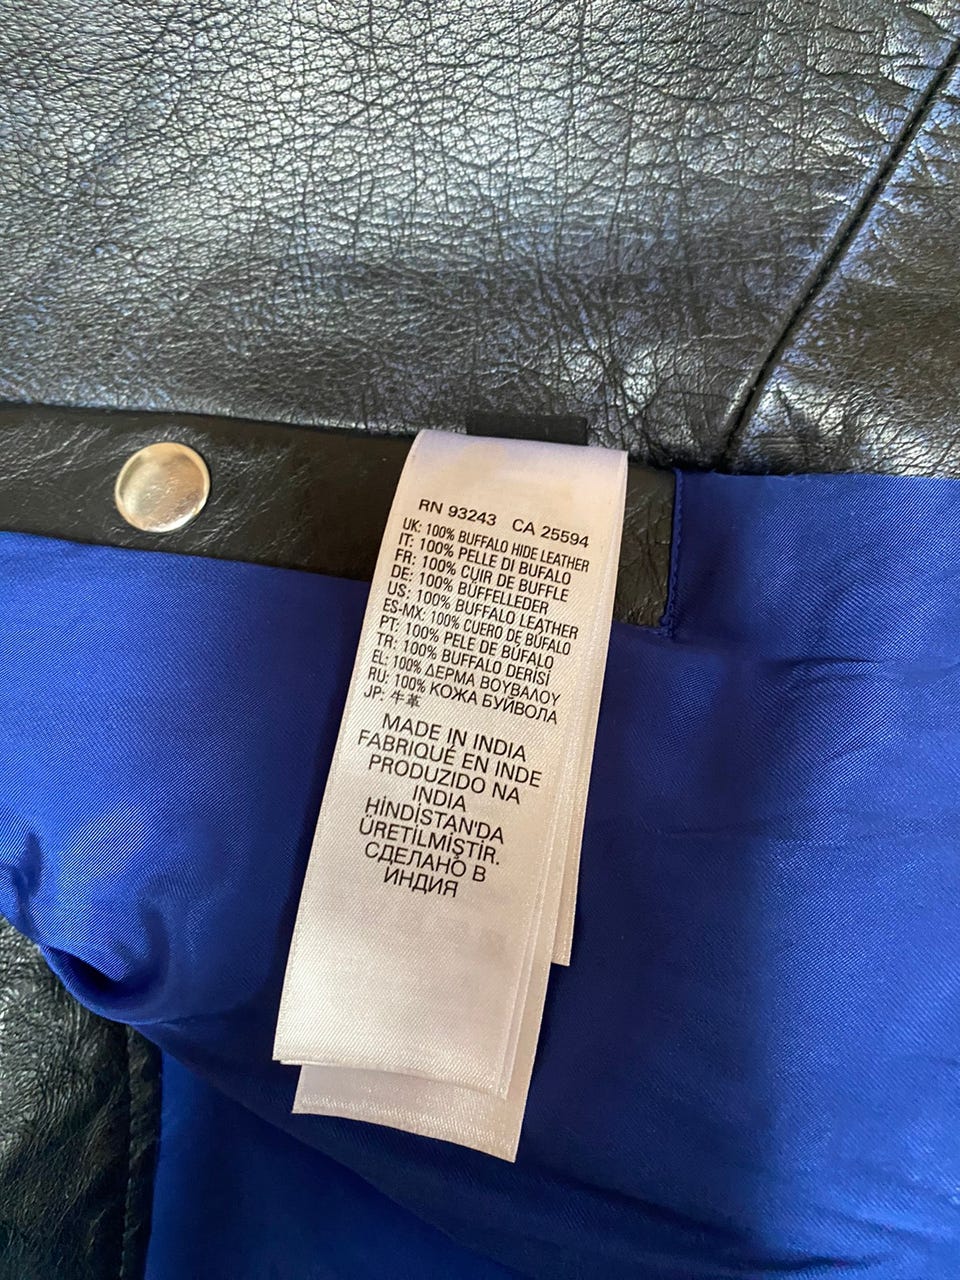 RN 93243 CA 25594
UK: 100% BUFFALO HIDE LEATHER
IT: 100% PELLE DI BUFALO
FR: 100% CUIR DE BUFFLE
DE: 100% BÜFFELLEDER
US: 100% BUFFALO LEATHER
ES-MX: 100% CUERO DE BÚFALO
PT: 100% PELE DE BÚFALO
TR: 100% BUFFALO DERİSİ
EL: 100% ΔΕΡΜΑ ΒΟΥΒΑΛΟΥ
RU: 100% КОЖА БУЙВОЛА
JP: 牛革
MADE IN INDIA
FABRIQUÉ EN INDE
PRODUZIDO NA
INDIA
HİNDİSTAN'DA
ÜRETİLMİŞTİR.
СДЕЛАНО В
ИНДИЯ